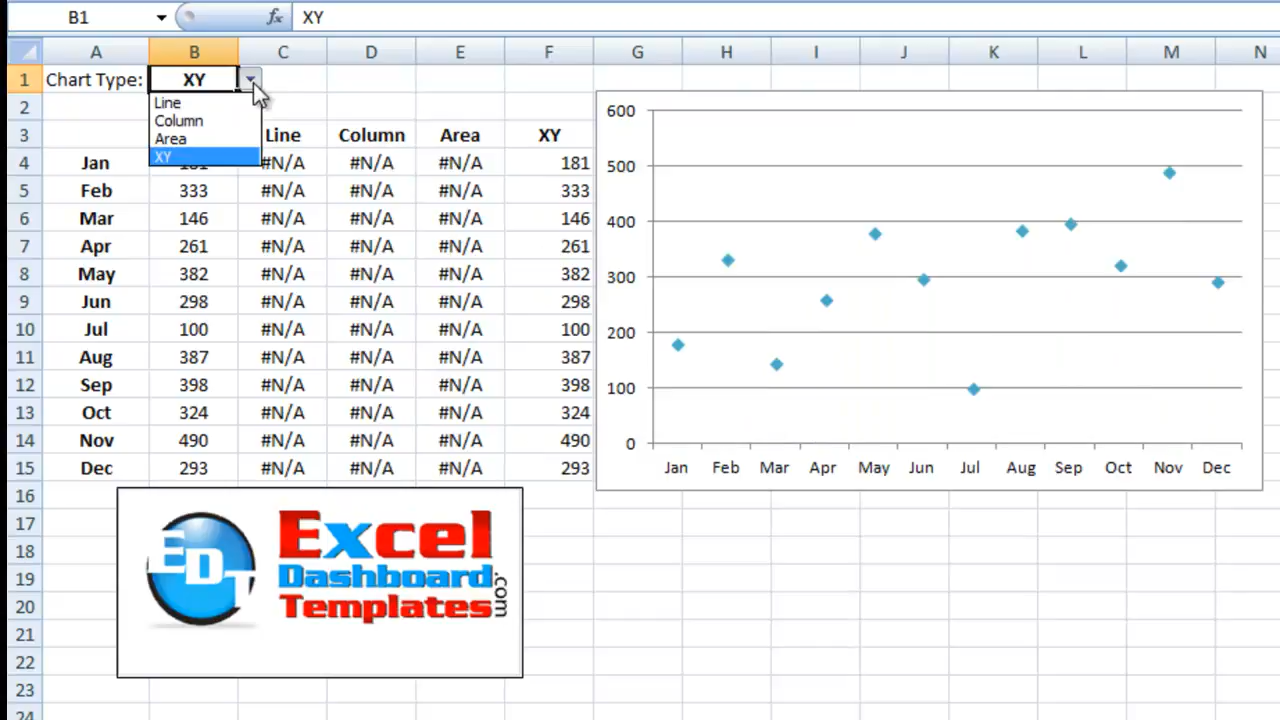 B1 fx XY
A B C D E F G H I J K L M N
1 Chart Type: XY
Line
Column
Area
XY
2
3 Line Column Area XY
4 Jan #N/A #N/A #N/A 181
5 Feb 333 #N/A #N/A #N/A 333
6 Mar 146 #N/A #N/A #N/A 146
7 Apr 261 #N/A #N/A #N/A 261
8 May 382 #N/A #N/A #N/A 382
9 Jun 298 #N/A #N/A #N/A 298
10 Jul 100 #N/A #N/A #N/A 100
11 Aug 387 #N/A #N/A #N/A 387
12 Sep 398 #N/A #N/A #N/A 398
13 Oct 324 #N/A #N/A #N/A 324
14 Nov 490 #N/A #N/A #N/A 490
15 Dec 293 #N/A #N/A #N/A 293
16
17
18
19
20
21
22
23
24
600
500
400
300
200
100
0
Jan Feb Mar Apr May Jun Jul Aug Sep Oct Nov Dec
EDT
Excel
Dashboard
Templates
.com